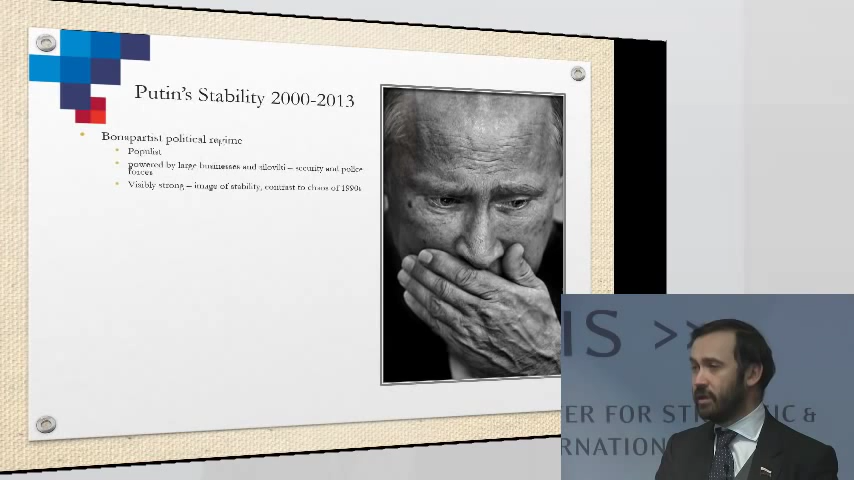 Putin's Stability 2000-2013
Bonapartist political regime
Populist
powered by large businesses and siloviki – security and police
forces
Visibly strong – image of stability, contrast to chaos of 1990s
IS >>
TER FOR STR IC &
RNATION